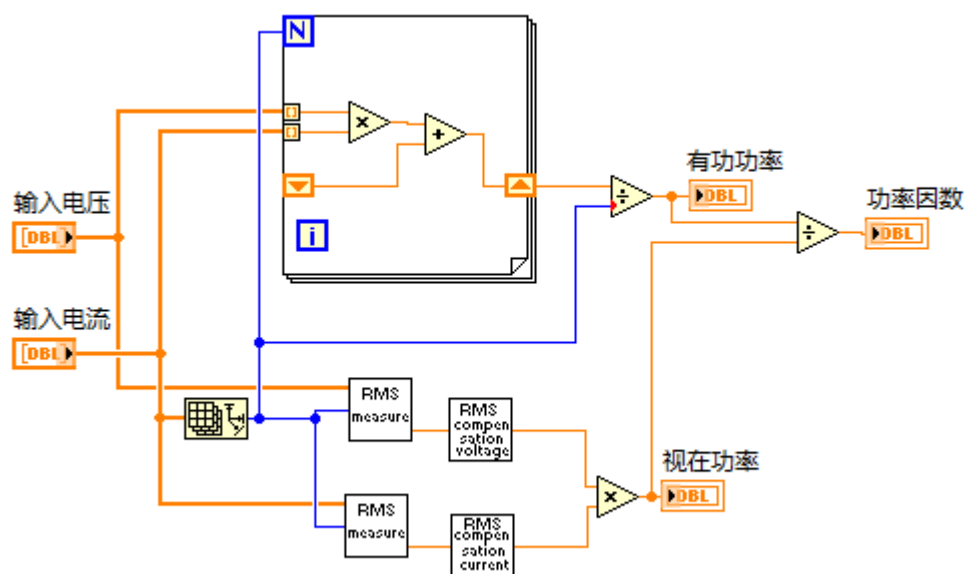 N
[]
[]
×
+
i
输入电压
[DBL]
输入电流
[DBL]
÷
有功功率
DBL
÷
功率因数
DBL
RMS
measure
RMS
compen
sation
voltage
RMS
measure
RMS
compen
sation
current
×
视在功率
DBL